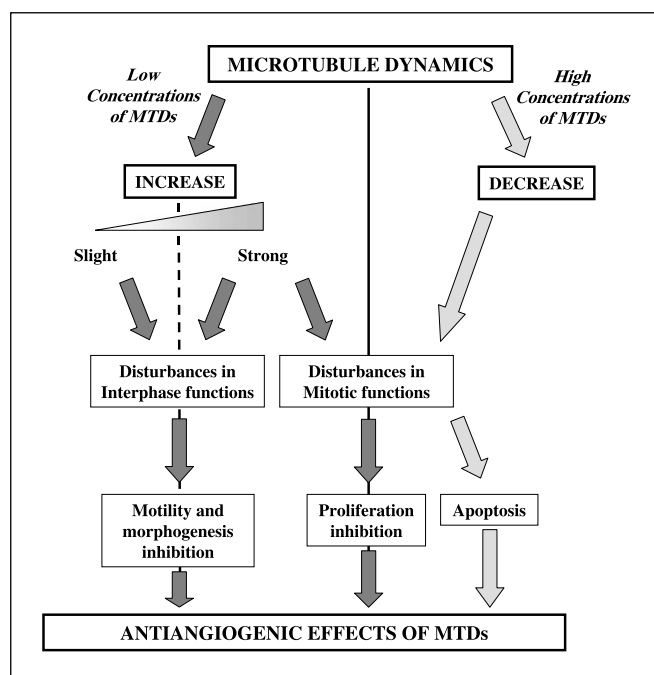 MICROTUBULE DYNAMICS
Low
Concentrations
of MTDs
High
Concentrations
of MTDs
INCREASE
DECREASE
Slight
Strong
Disturbances in
Interphase functions
Disturbances in
Mitotic functions
Motility and
morphogenesis
inhibition
Proliferation
inhibition
Apoptosis
ANTIANGIOGENIC EFFECTS OF MTDs